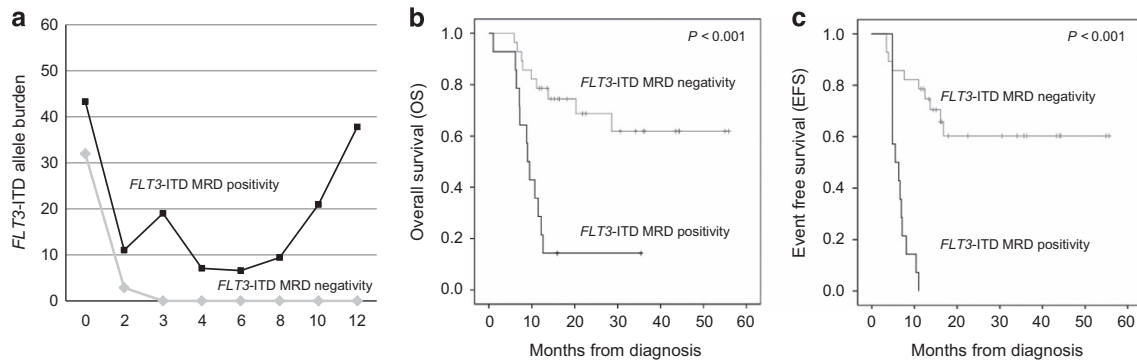 a
60
50
40
30
20
10
0
FLT3-ITD allele burden
FLT3-ITD MRD positivity
FLT3-ITD MRD negativity
0 2 3 4 6 8 10 12
b
P < 0.001
1.0
0.8
0.6
0.4
0.2
0.0
Overall survival (OS)
FLT3-ITD MRD negativity
FLT3-ITD MRD positivity
0 10 20 30 40 50 60
Months from diagnosis
c
P < 0.001
1.0
0.8
0.6
0.4
0.2
0.0
Event free survival (EFS)
FLT3-ITD MRD negativity
FLT3-ITD MRD positivity
0 10 20 30 40 50 60
Months from diagnosis